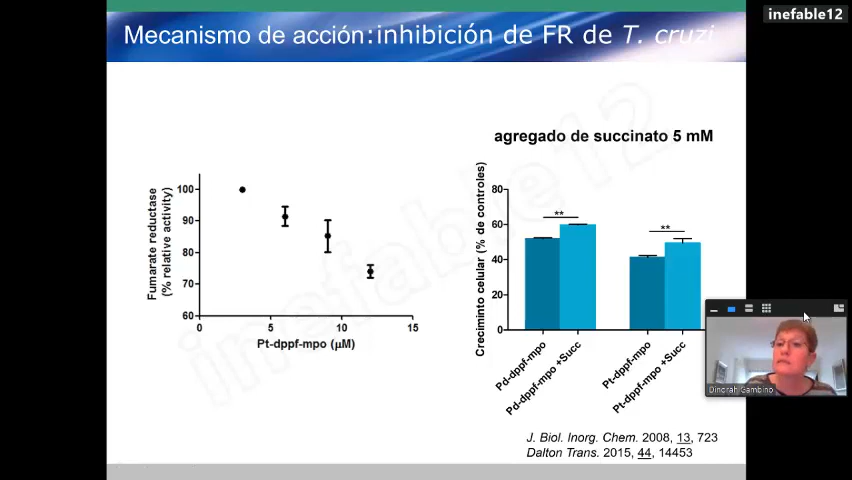 inefable12
Mecanismo de acción:inhibición de FR de T. cruzi
agregado de succinato 5 mM
Fumarate reductase
(% relative activity)
100
90
80
70
60
0
5
10
15
Pt-dppf-mpo (µM)
Creciminto celular (% de controles)
80
60
40
20
0
**
**
Pd-dppf-mpo
Pd-dppf-mpo +Succ
Pt-dppf-mpo
Pt-dppf-mpo +Succ
inefable12
Dinorah Gambino
J. Biol. Inorg. Chem. 2008, 13, 723
Dalton Trans. 2015, 44, 14453